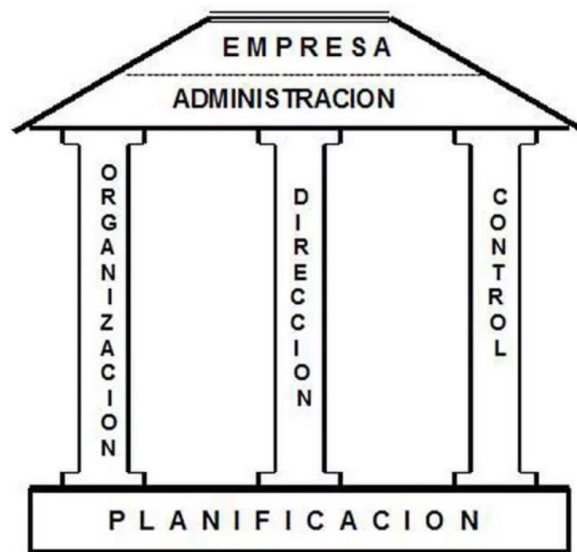 EMPRESA
ADMINISTRACION
ORGANIZACION
DIRECCION
CONTROL
PLANIFICACION